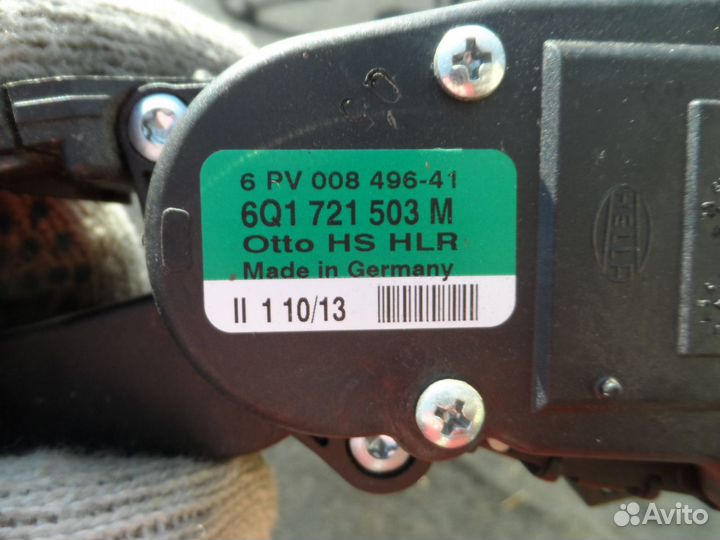 6 PV 008 496-41
6Q1 721 503 M
Otto HS HLR
Made in Germany
II 1 10/13
HELLA
Avito